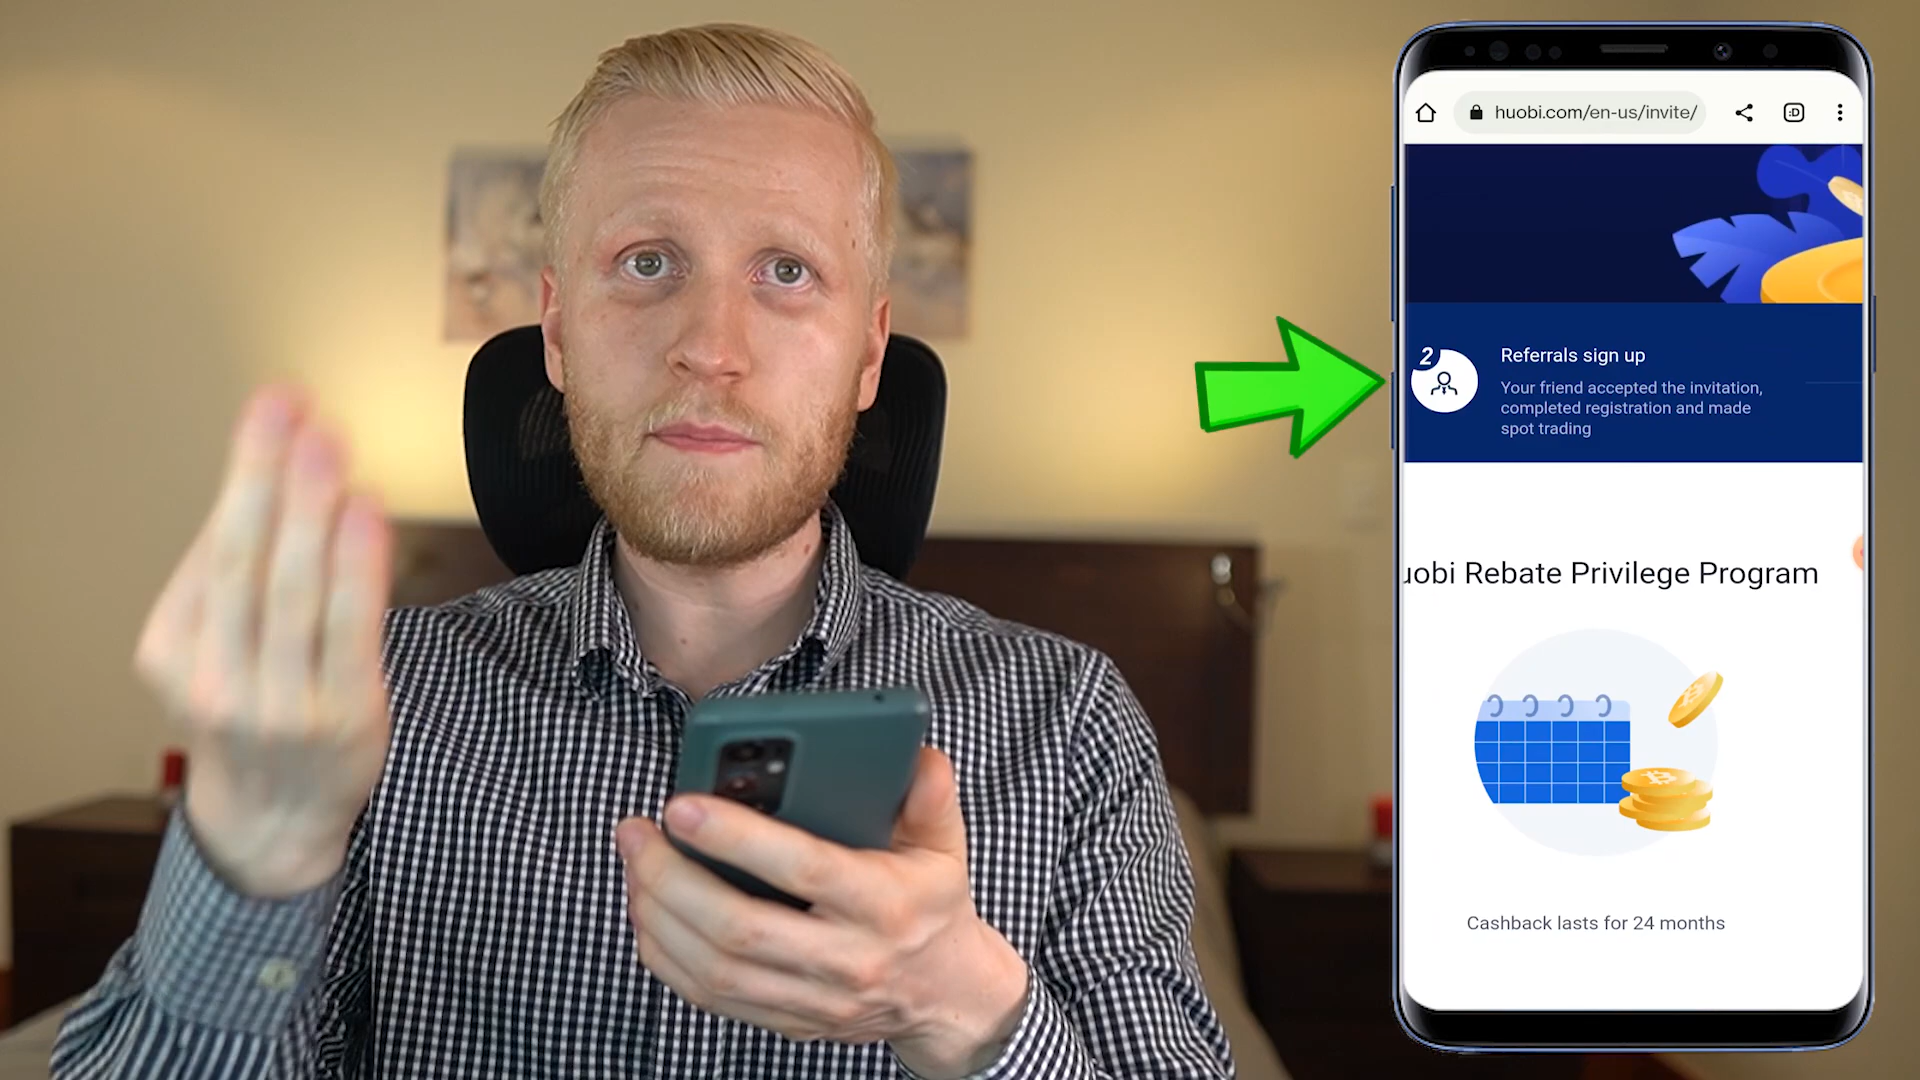 huobi.com/en-us/invite/
:D
2
Referrals sign up
Your friend accepted the invitation,
completed registration and made
spot trading
uobi Rebate Privilege Program
Cashback lasts for 24 months